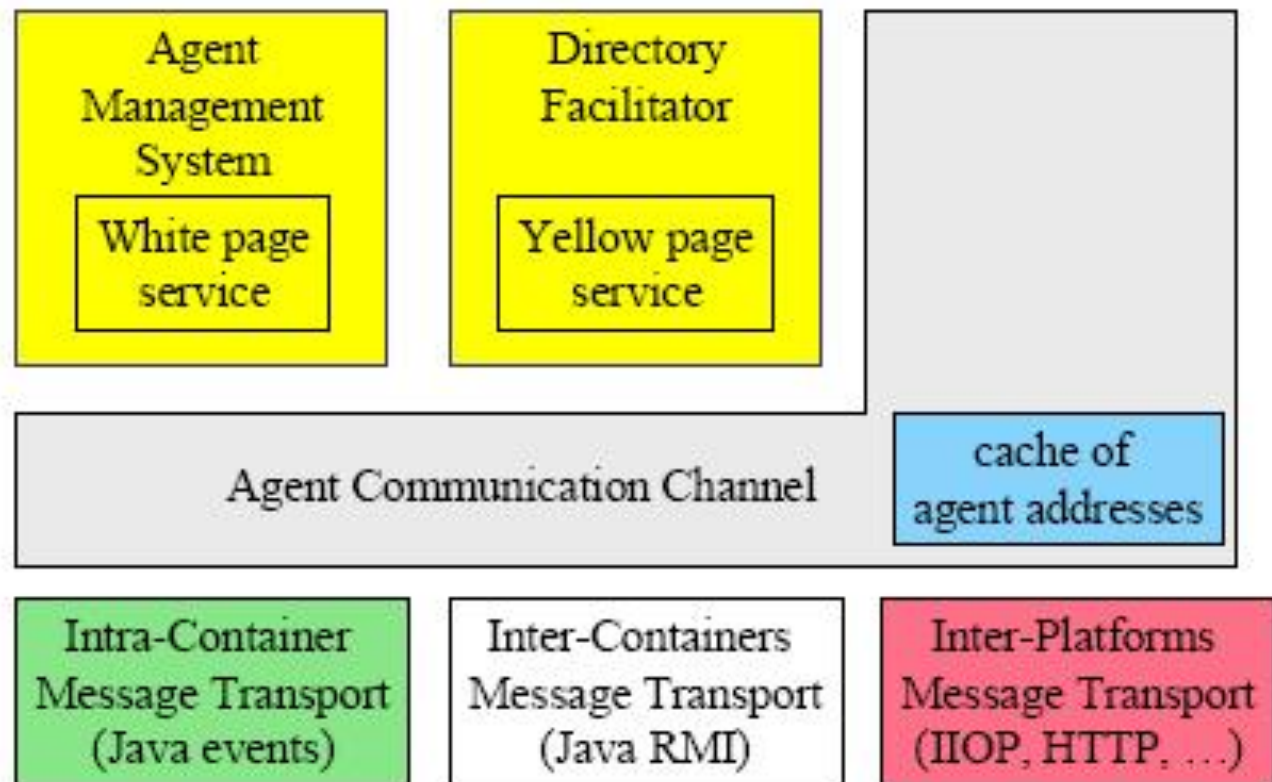 Agent
Management
System
White page
service
Directory
Facilitator
Yellow page
service
Agent Communication Channel
cache of
agent addresses
Intra-Container
Message Transport
(Java events)
Inter-Containers
Message Transport
(Java RMI)
Inter-Platforms
Message Transport
(IIOP, HTTP, …)